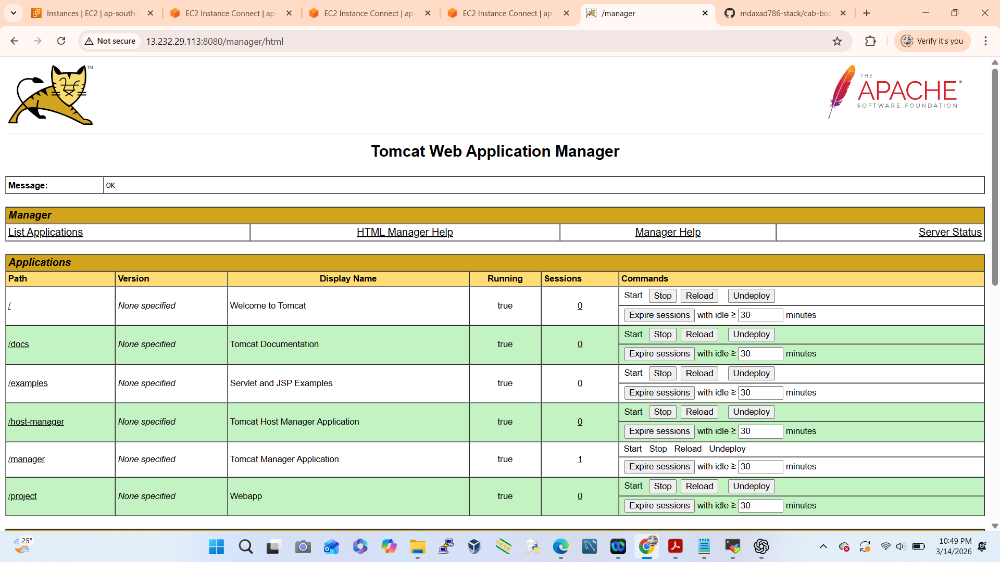 Instances | EC2 | ap-south-
EC2 Instance Connect | ap-
EC2 Instance Connect | ap-
EC2 Instance Connect | ap-
/manager
mdaxad786-stack/cab-boo
Not secure
13.232.29.113:8080/manager/html
Verify it's you
TM
THE
APACHE®
SOFTWARE FOUNDATION
Tomcat Web Application Manager
Message: OK
Manager
List Applications HTML Manager Help Manager Help Server Status
Applications
Path Version Display Name Running Sessions Commands
/ None specified Welcome to Tomcat true 0 Start Stop Reload Undeploy
Expire sessions with idle ≥ 30 minutes
/docs None specified Tomcat Documentation true 0 Start Stop Reload Undeploy
Expire sessions with idle ≥ 30 minutes
/examples None specified Servlet and JSP Examples true 0 Start Stop Reload Undeploy
Expire sessions with idle ≥ 30 minutes
/host-manager None specified Tomcat Host Manager Application true 0 Start Stop Reload Undeploy
Expire sessions with idle ≥ 30 minutes
/manager None specified Tomcat Manager Application true 1 Start Stop Reload Undeploy
Expire sessions with idle ≥ 30 minutes
/project None specified Webapp true 0 Start Stop Reload Undeploy
Expire sessions with idle ≥ 30 minutes
25°
TFTP
10:49 PM
3/14/2026